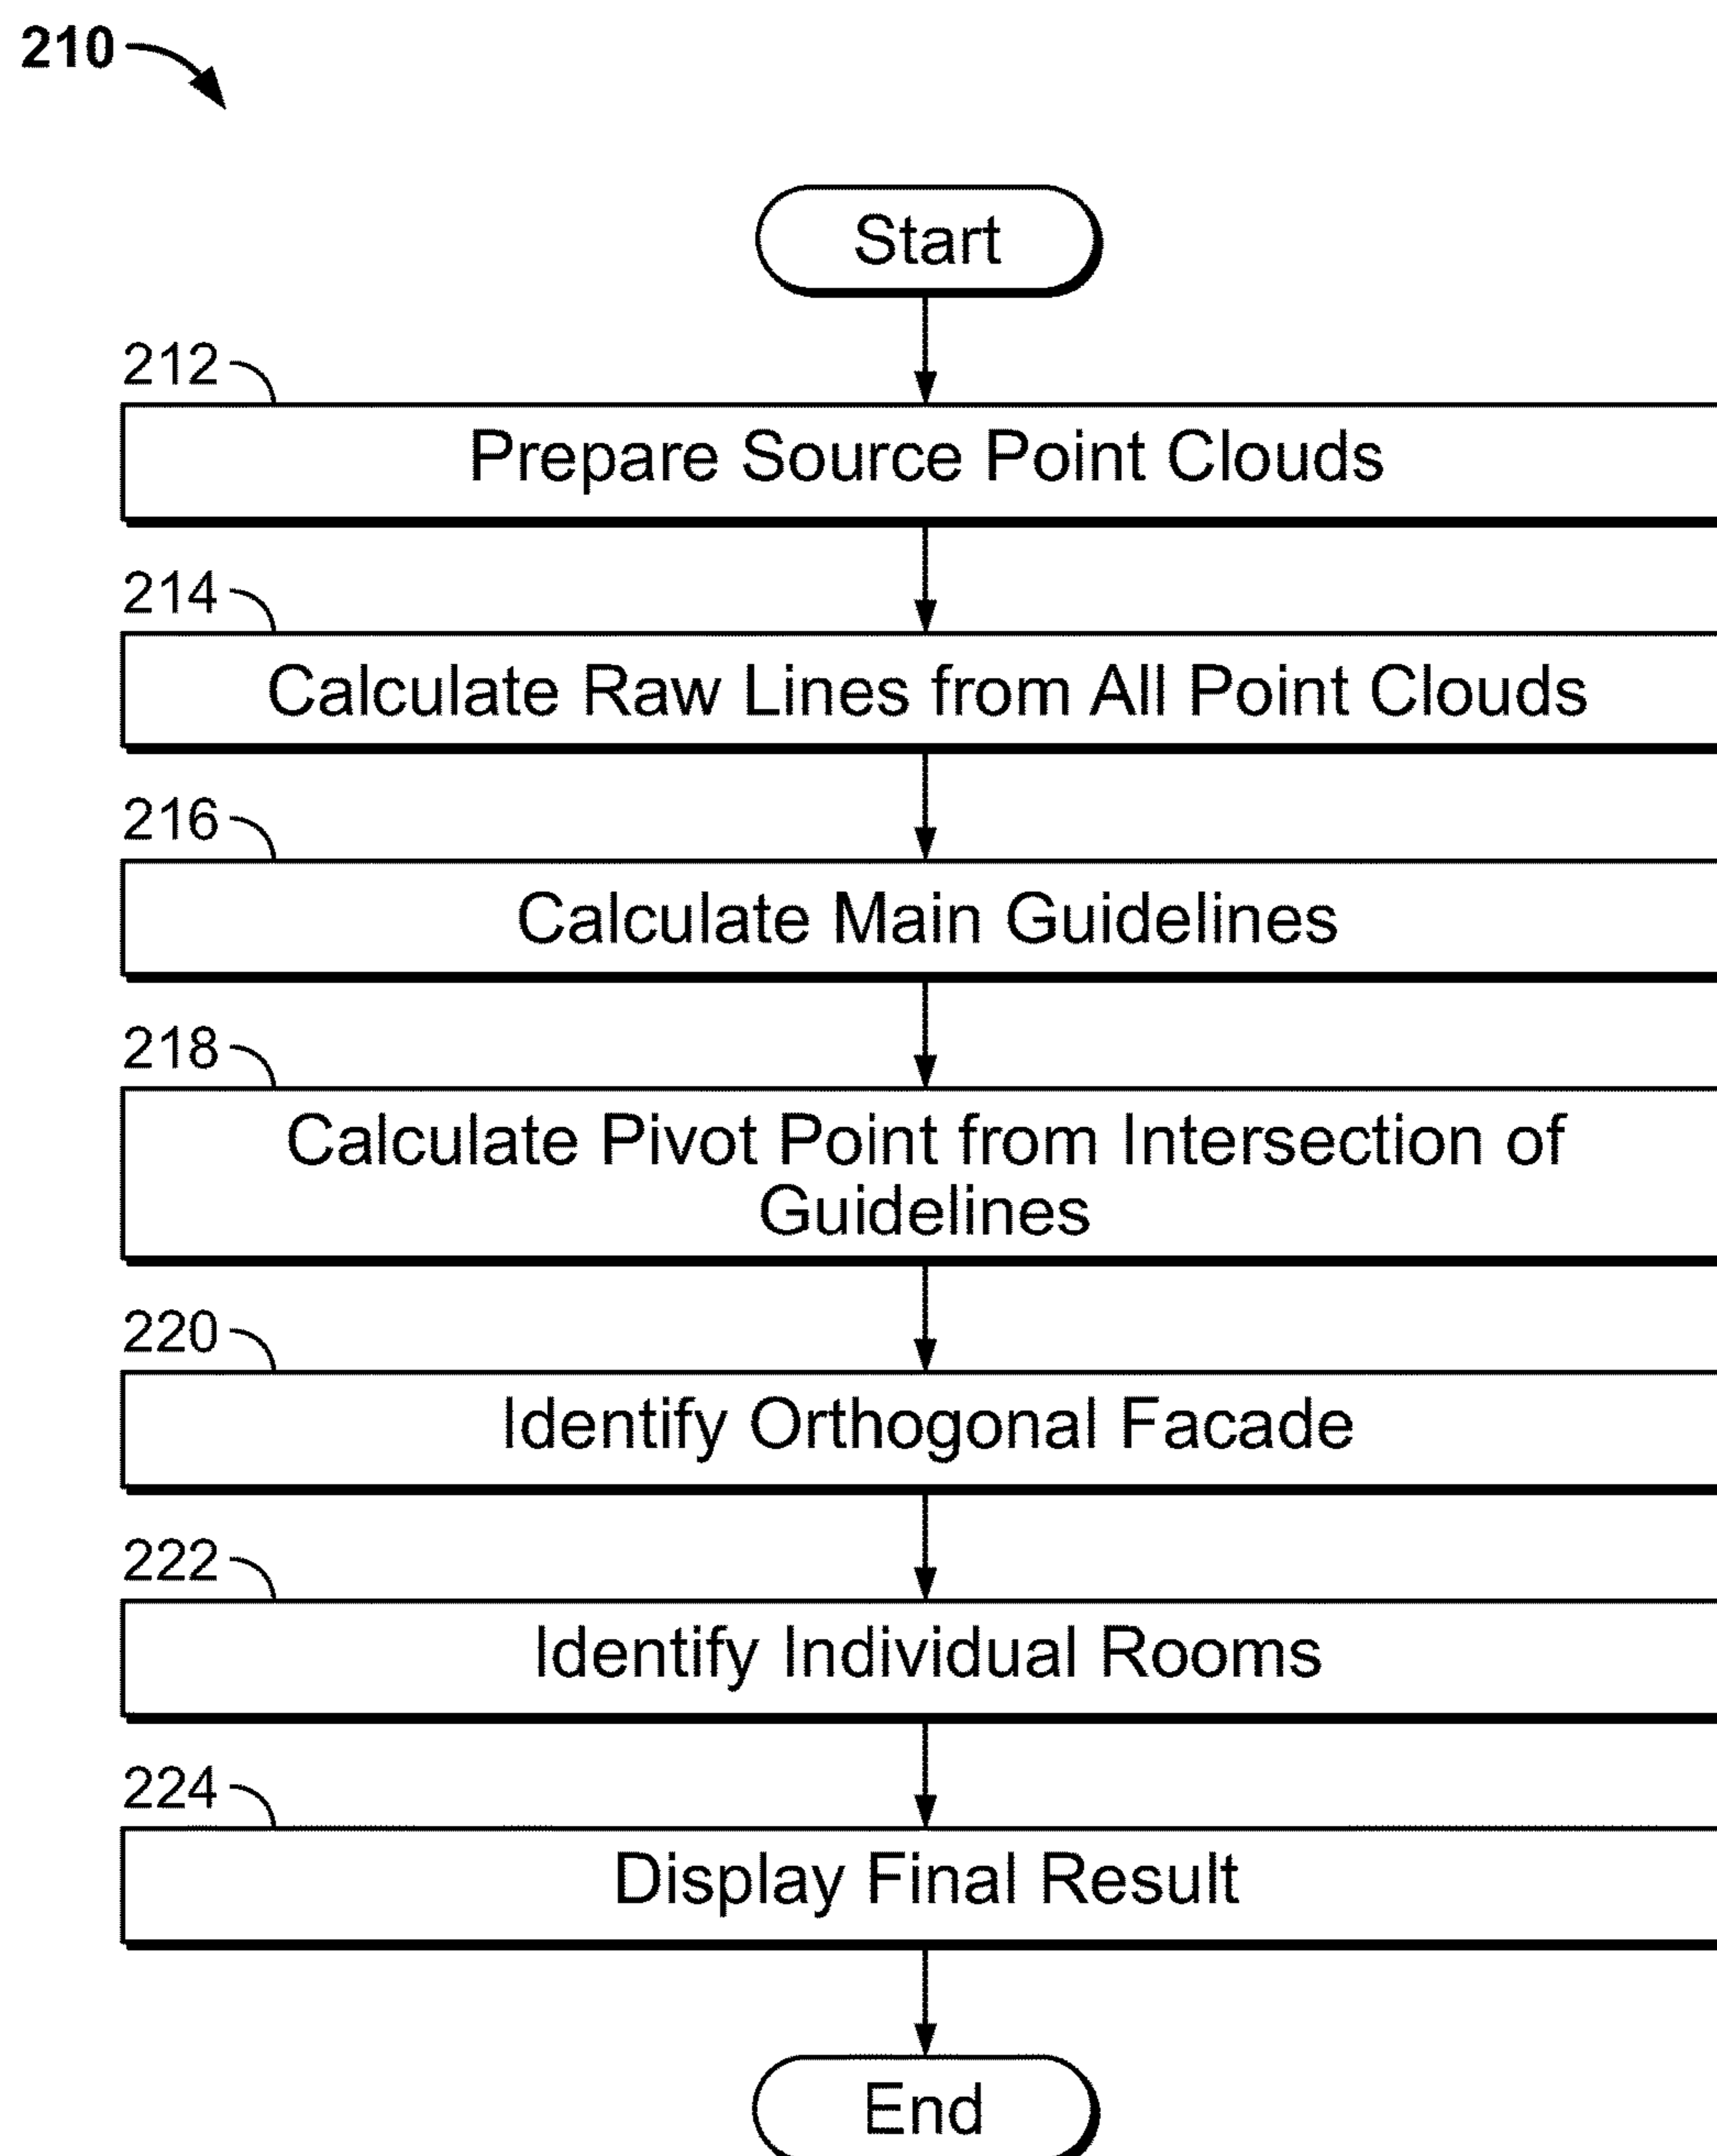 210
Start
212
Prepare Source Point Clouds
214
Calculate Raw Lines from All Point Clouds
216
Calculate Main Guidelines
218
Calculate Pivot Point from Intersection of
Guidelines
220
Identify Orthogonal Facade
222
Identify Individual Rooms
224
Display Final Result
End